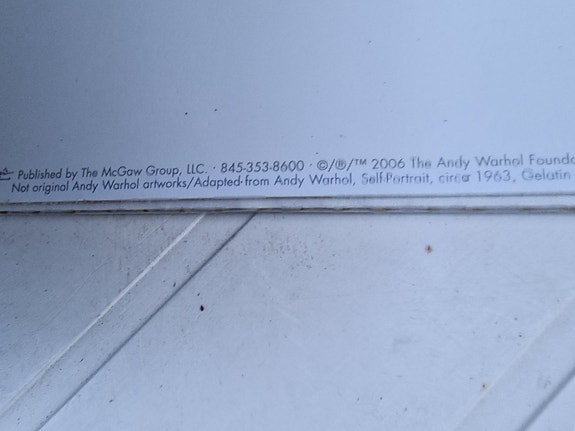 Published by The McGaw Group, LLC. · 845-353-8600 · ©/®/™ 2006 The Andy Warhol Founda
Not original Andy Warhol artworks/Adapted from Andy Warhol, Self-Portrait, circa 1963, Gelatin